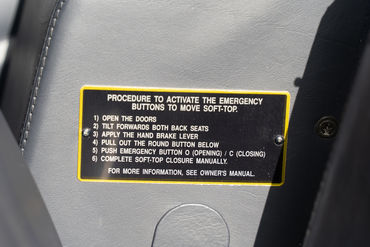 PROCEDURE TO ACTIVATE THE EMERGENCY
BUTTONS TO MOVE SOFT-TOP.
1) OPEN THE DOORS
2) TILT FORWARDS BOTH BACK SEATS
3) APPLY THE HAND BRAKE LEVER
4) PULL OUT THE ROUND BUTTON BELOW
5) PUSH EMERGENCY BUTTON O (OPENING) / C (CLOSING)
6) COMPLETE SOFT-TOP CLOSURE MANUALLY.
FOR MORE INFORMATION, SEE OWNER'S MANUAL.